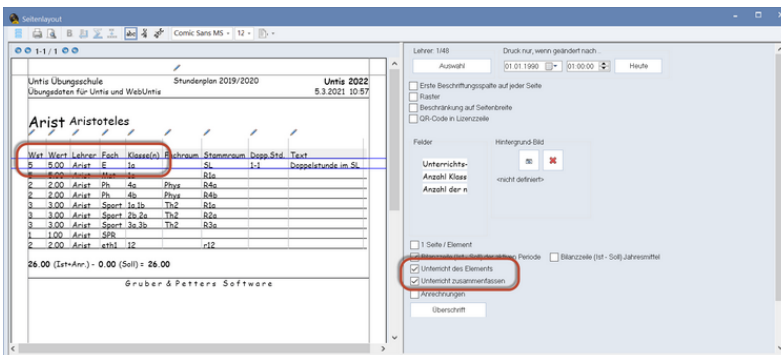 Seitenlayout
Comic Sans MS - 12 -
1-1 / 1
Untis Übungsschule Stundenplan 2019/2020 Untis 2022
Übungsdaten für Untis und WebUntis 5.3.2021 10:57
Arist Aristoteles
Wst Wert Lehrer Fach Klasse(n) Fachraum Stammraum Dopp.Std. Text
5 5.00 Arist E 1a SL 1-1 Doppelstunde im SL
5 5.00 Arist Mat 1a R1a
2 2.00 Arist Ph 4a Phys R4a
2 2.00 Arist Ph 4b Phys R4b
3 3.00 Arist Sport 1a,1b Th2 R1a
3 3.00 Arist Sport 2b,2a Th2 R2a
3 3.00 Arist Sport 3a,3b Th2 R3a
1 1.00 Arist SPR
2 2.00 Arist eth1 12 r12
26.00 (Ist+Anr.) - 0.00 (Soll) = 26.00
Gruber & Petters Software
Lehrer: 1/48 Druck nur, wenn geändert nach...
Auswahl 01.01.1990 01:00:00 Heute
Erste Beschriftungsspalte auf jeder Seite
Raster
Beschränkung auf Seitenbreite
QR-Code in Lizenzzeile
Felder Hintergrund-Bild
Unterrichts-
Anzahl Klass
Anzahl der n
<nicht definiert>
1 Seite / Element
Bilanzzeile (Ist - Soll) der aktiven Periode Bilanzzeile (Ist - Soll) Jahresmittel
Unterricht des Elements
Unterricht zusammenfassen
Anrechnungen
Überschrift